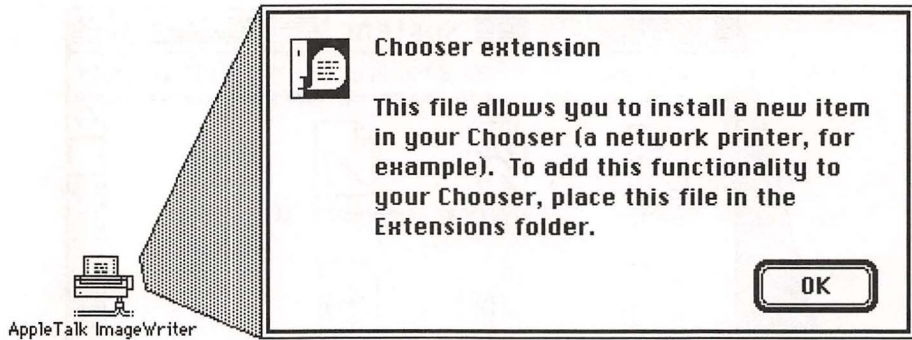 Chooser extension
This file allows you to install a new item
in your Chooser (a network printer, for
example). To add this functionality to
your Chooser, place this file in the
Extensions folder.
OK
AppleTalk ImageWriter